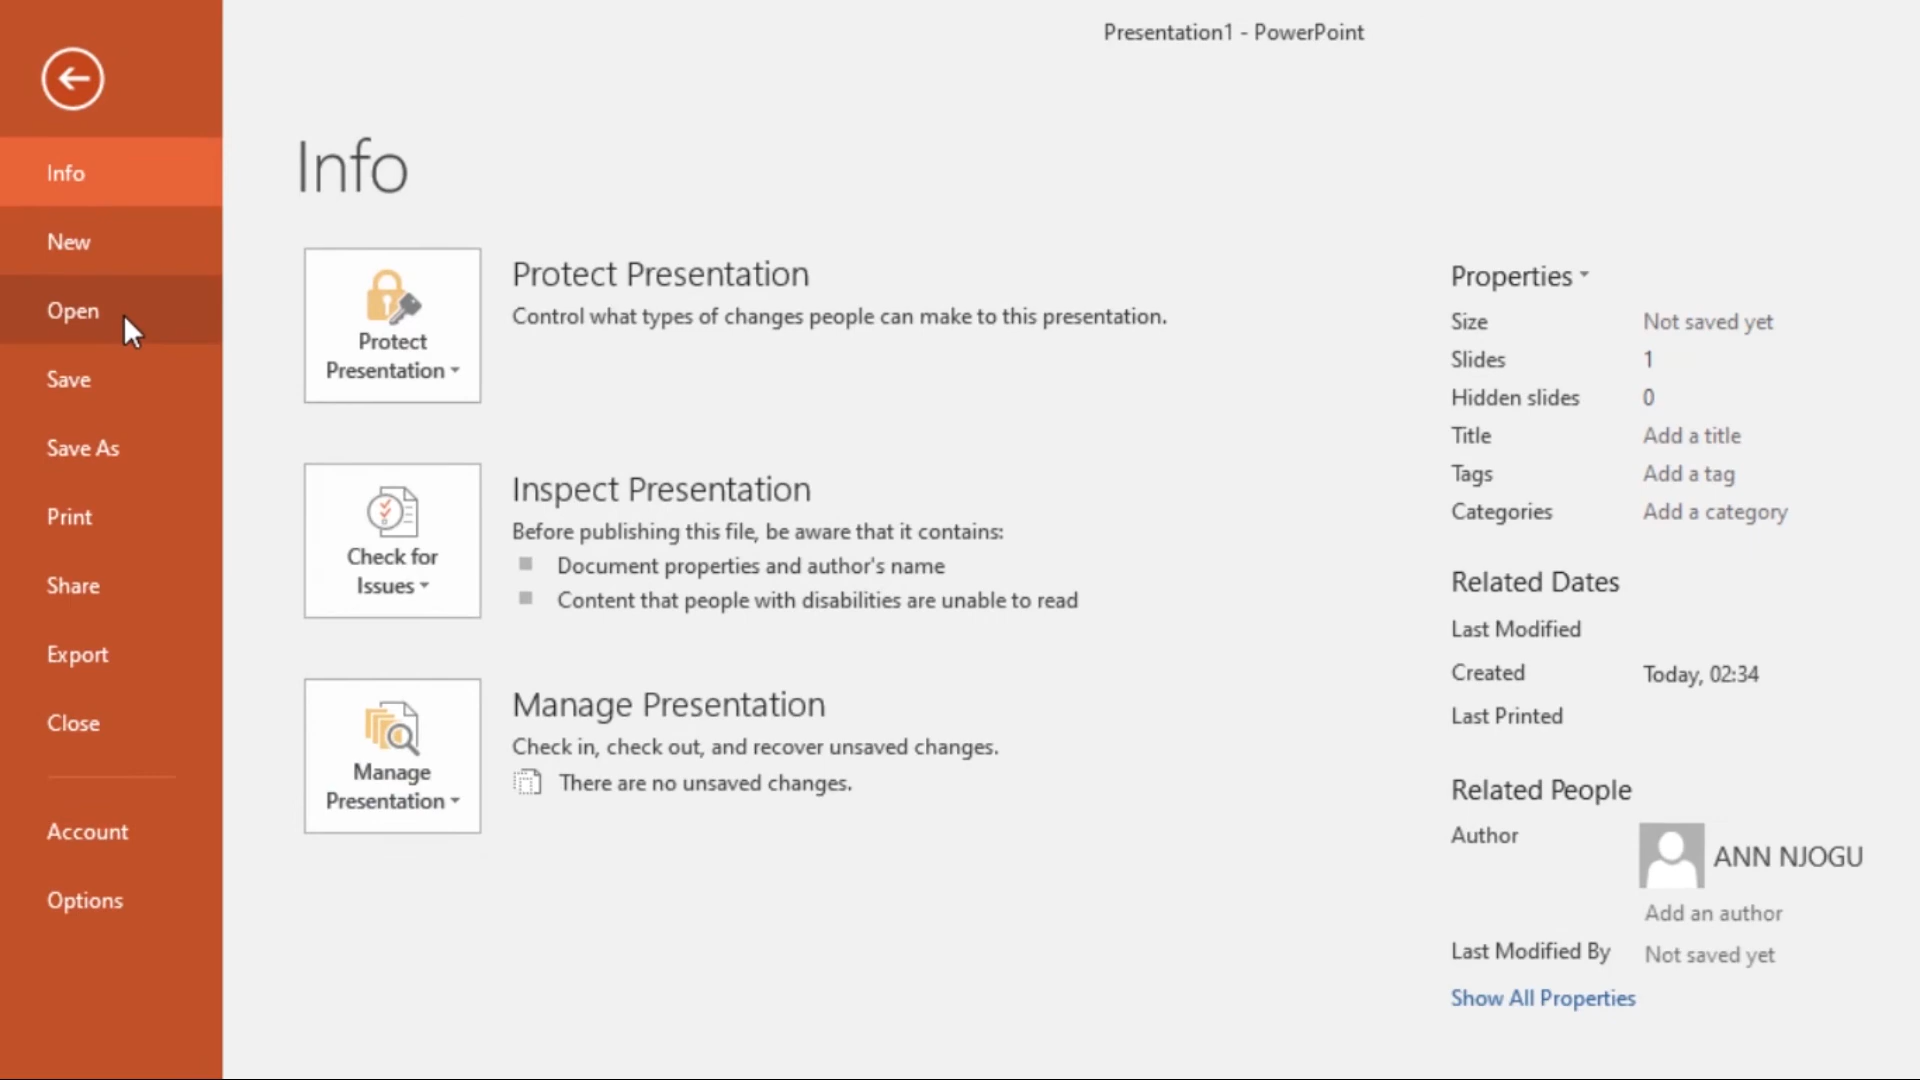 Presentation1 - PowerPoint
Info
New
Open
Save
Save As
Print
Share
Export
Close
Account
Options
Info
Protect
Presentation
Protect Presentation
Control what types of changes people can make to this presentation.
Check for
Issues
Inspect Presentation
Before publishing this file, be aware that it contains:
Document properties and author's name
Content that people with disabilities are unable to read
Manage
Presentation
Manage Presentation
Check in, check out, and recover unsaved changes.
There are no unsaved changes.
Properties
Size Not saved yet
Slides 1
Hidden slides 0
Title Add a title
Tags Add a tag
Categories Add a category
Related Dates
Last Modified
Created Today, 02:34
Last Printed
Related People
Author ANN NJOGU
Add an author
Last Modified By Not saved yet
Show All Properties